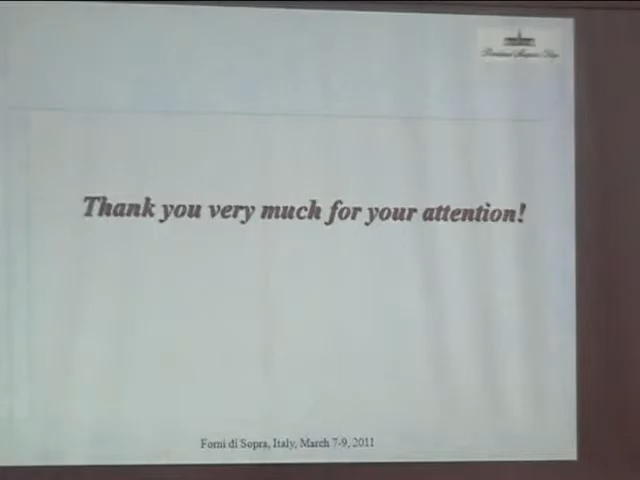 Thank you very much for your attention!
Forni di Sopra, Italy, March 7-9, 2011